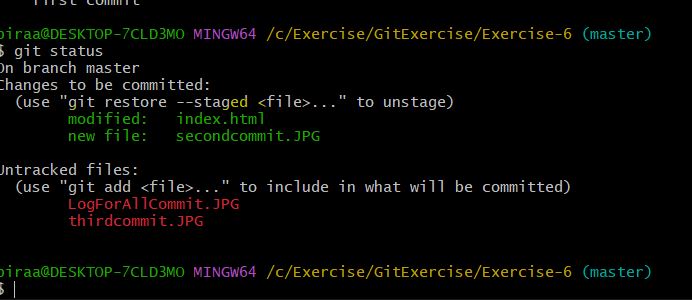 first commit
piraa@DESKTOP-7CLD3MO MINGW64 /c/Exercise/GitExercise/Exercise-6 (master)
$ git status
On branch master
Changes to be committed:
(use "git restore --staged <file>..." to unstage)
modified: index.html
new file: secondcommit.JPG
Untracked files:
(use "git add <file>..." to include in what will be committed)
LogForAllCommit.JPG
thirdcommit.JPG
piraa@DESKTOP-7CLD3MO MINGW64 /c/Exercise/GitExercise/Exercise-6 (master)
$